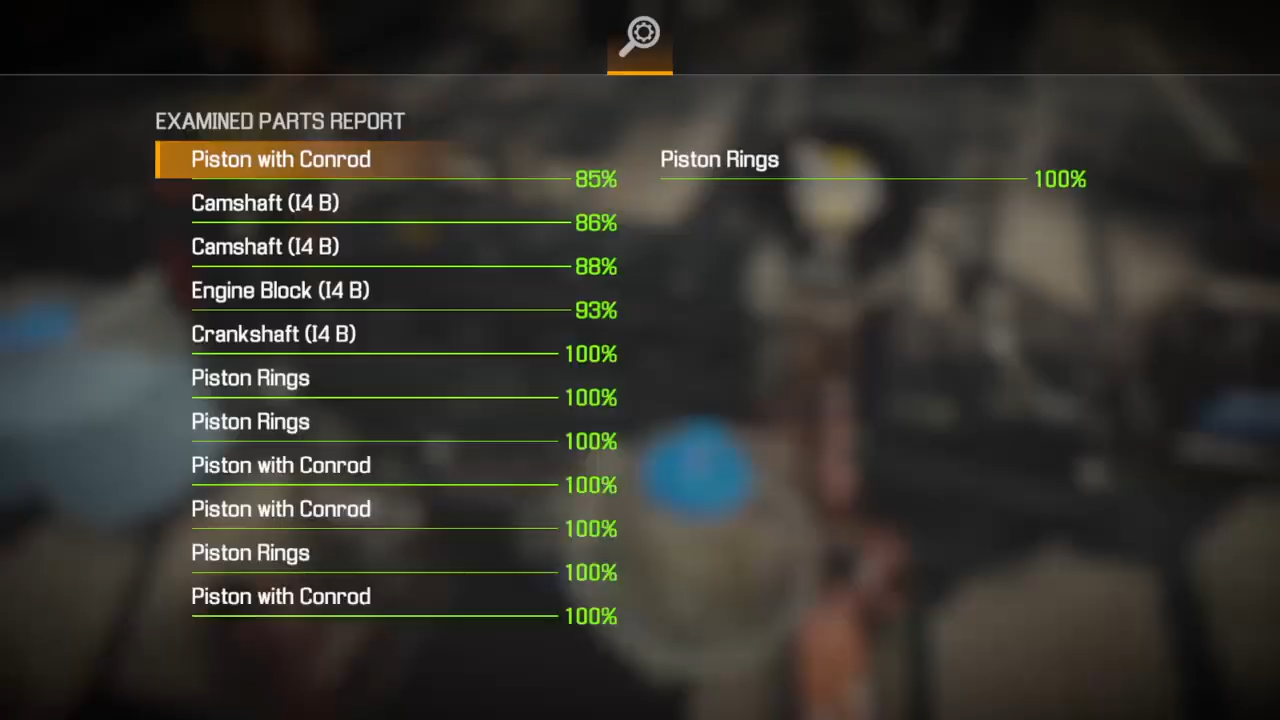 EXAMINED PARTS REPORT
Piston with Conrod
85%
Camshaft (I4 B)
86%
Camshaft (I4 B)
88%
Engine Block (I4 B)
93%
Crankshaft (I4 B)
100%
Piston Rings
100%
Piston Rings
100%
Piston with Conrod
100%
Piston with Conrod
100%
Piston Rings
100%
Piston with Conrod
100%
Piston Rings
100%